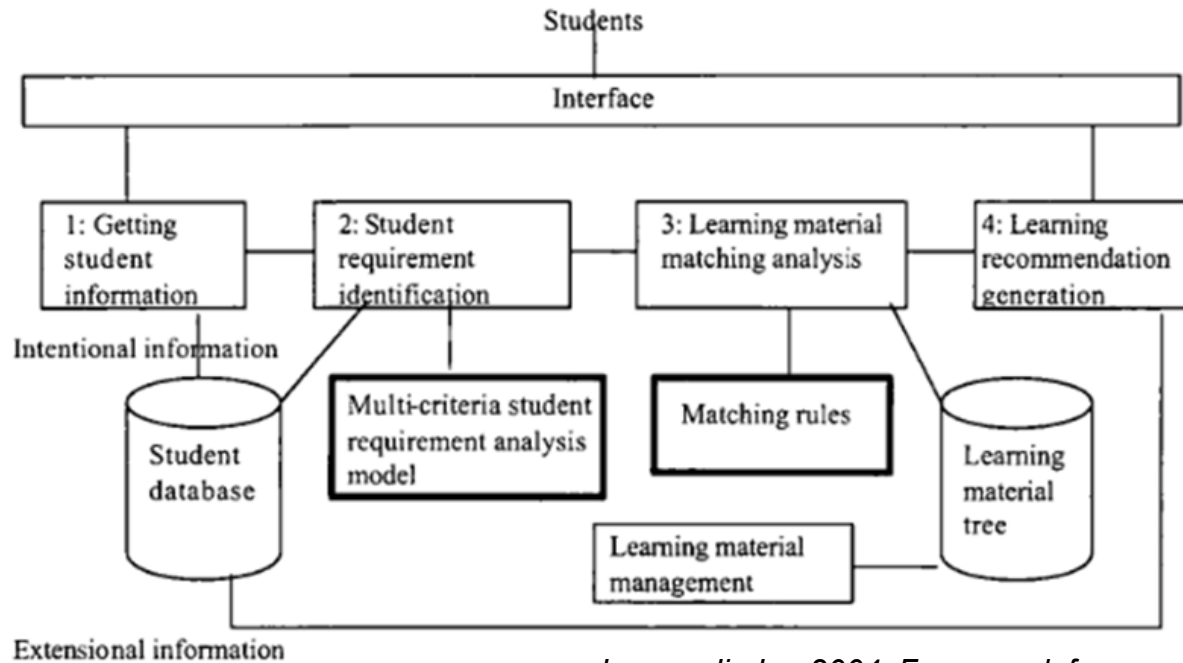 Students
Interface
1: Getting
student
information
2: Student
requirement
identification
3: Learning material
matching analysis
4: Learning
recommendation
generation
Intentional information
Student
database
Multi-criteria student
requirement analysis
model
Matching rules
Learning
material
tree
Learning material
management
Extensional information